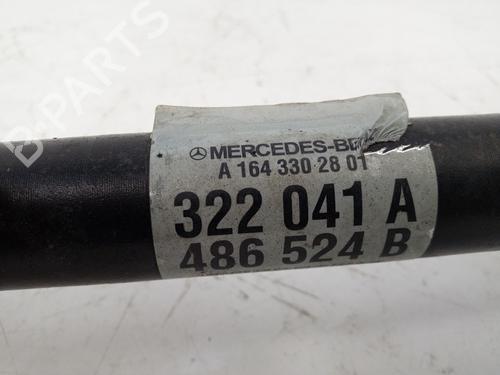 B-PARTS
MERCEDES-BE
A 164 330 28 01
322 041 A
486 524 B